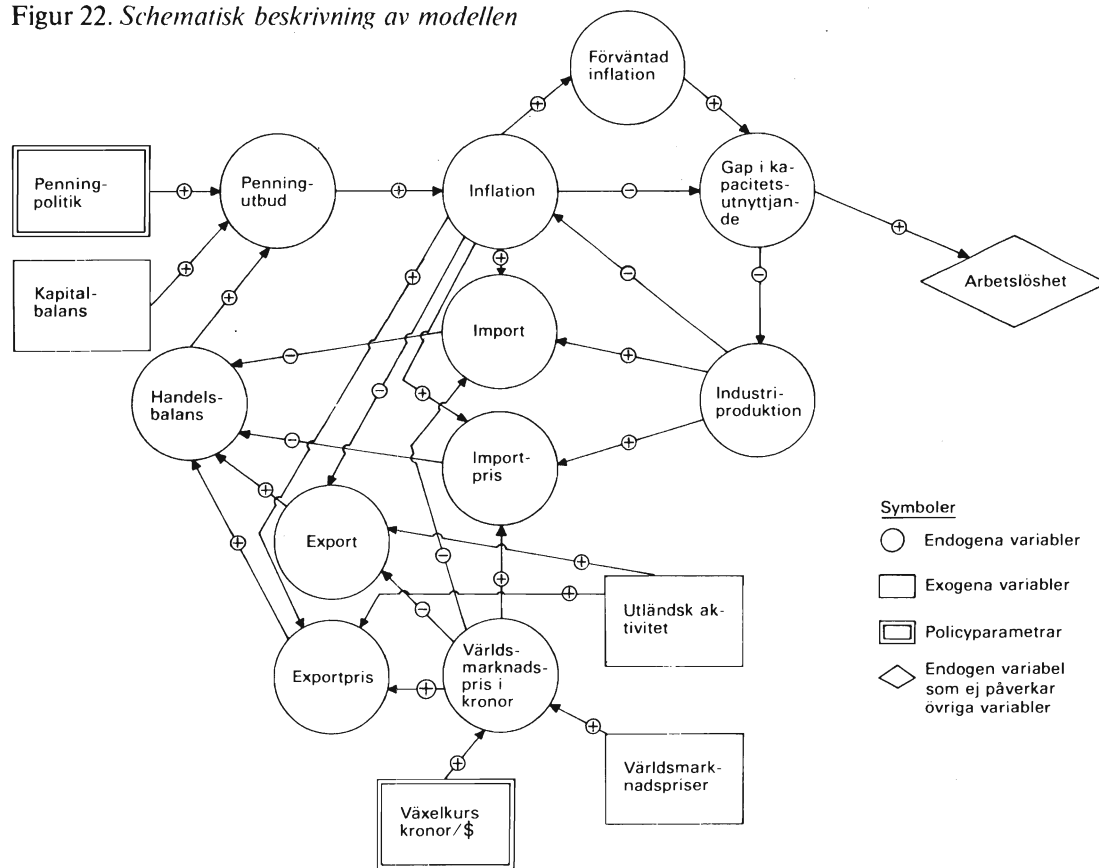 Figur 22. Schematisk beskrivning av modellen
Förväntad
inflation
Penning-
politik
Penning-
utbud
Inflation
Gap i ka-
pacitets-
utnyttjan-
de
Kapital-
balans
Arbetslöshet
Import
Handels-
balans
Industri-
produktion
Import-
pris
Export
Utländsk ak-
tivitet
Exportpris
Världs-
marknads-
pris i
kronor
Världsmark-
nadspriser
Växelkurs
kronor/$
Symboler
Endogena variabler
Exogena variabler
Policyparametrar
Endogen variabel
som ej påverkar
övriga variabler